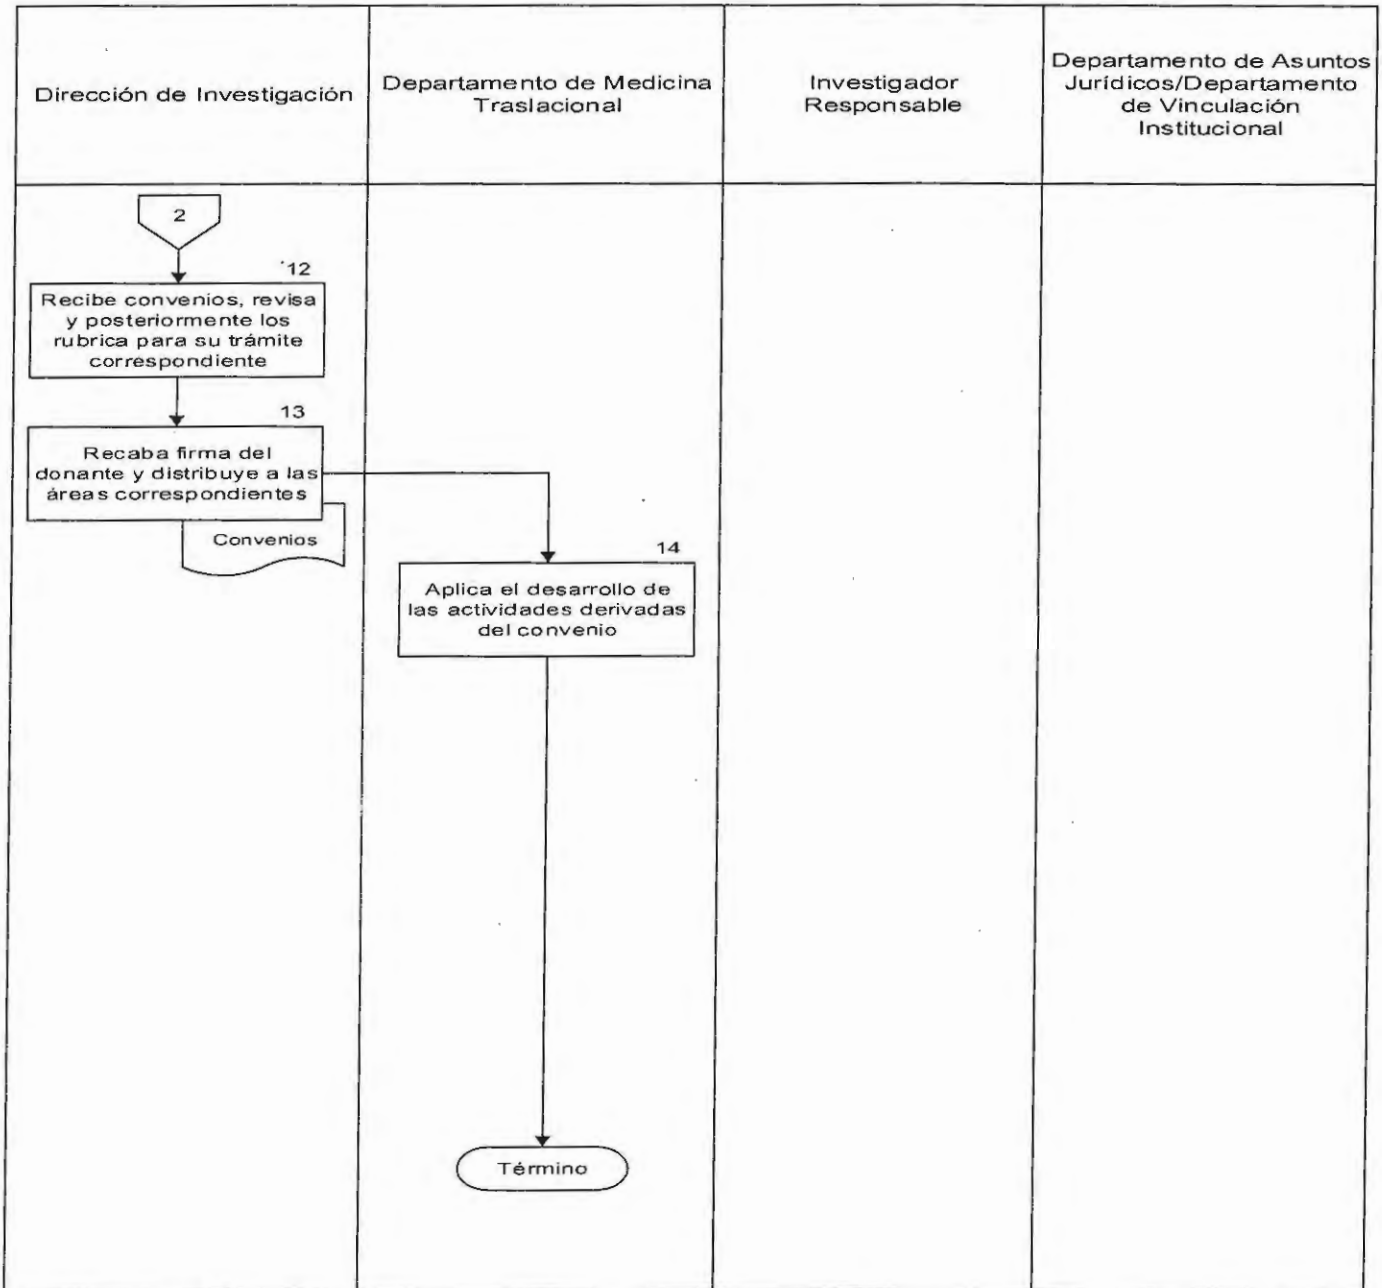 Dirección de Investigación
Departamento de Medicina
Traslacional
Investigador
Responsable
Departamento de Asuntos
Jurídicos/Departamento
de Vinculación
Institucional
2
12
Recibe convenios, revisa
y posteriormente los
rubrica para su trámite
correspondiente
13
Recaba firma del
donante y distribuye a las
áreas correspondientes
Convenios
14
Aplica el desarrollo de
las actividades derivadas
del convenio
Término